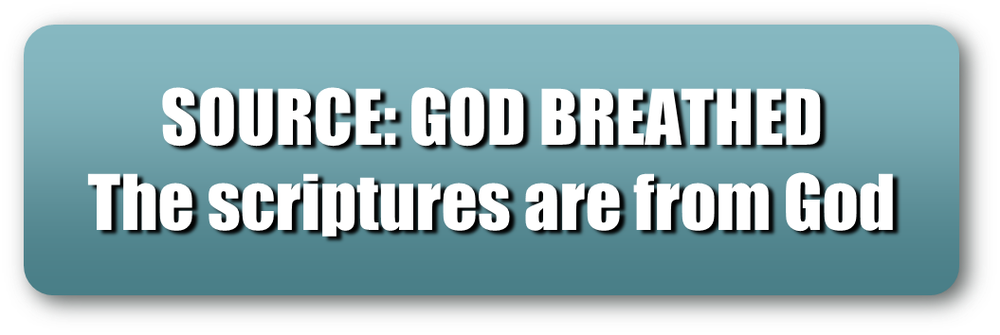 SOURCE: GOD BREATHED
The scriptures are from God